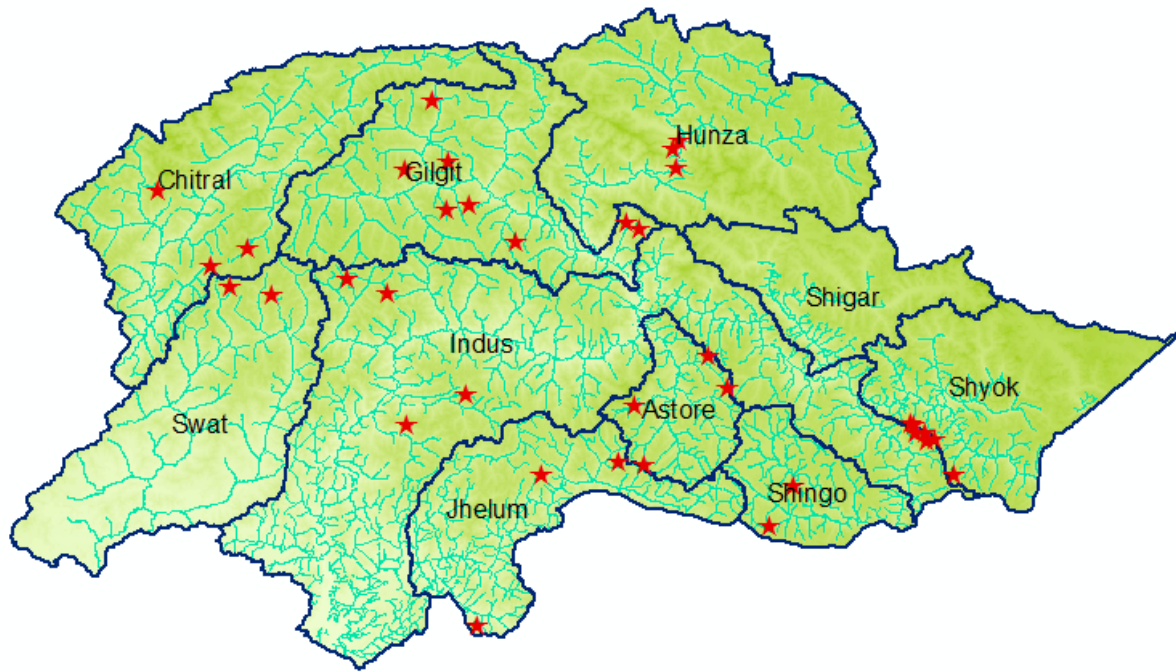 Hunza
Gilgit
Chitral
Shigar
Indus
Shyok
Astore
Swat
Shingo
Jhelum